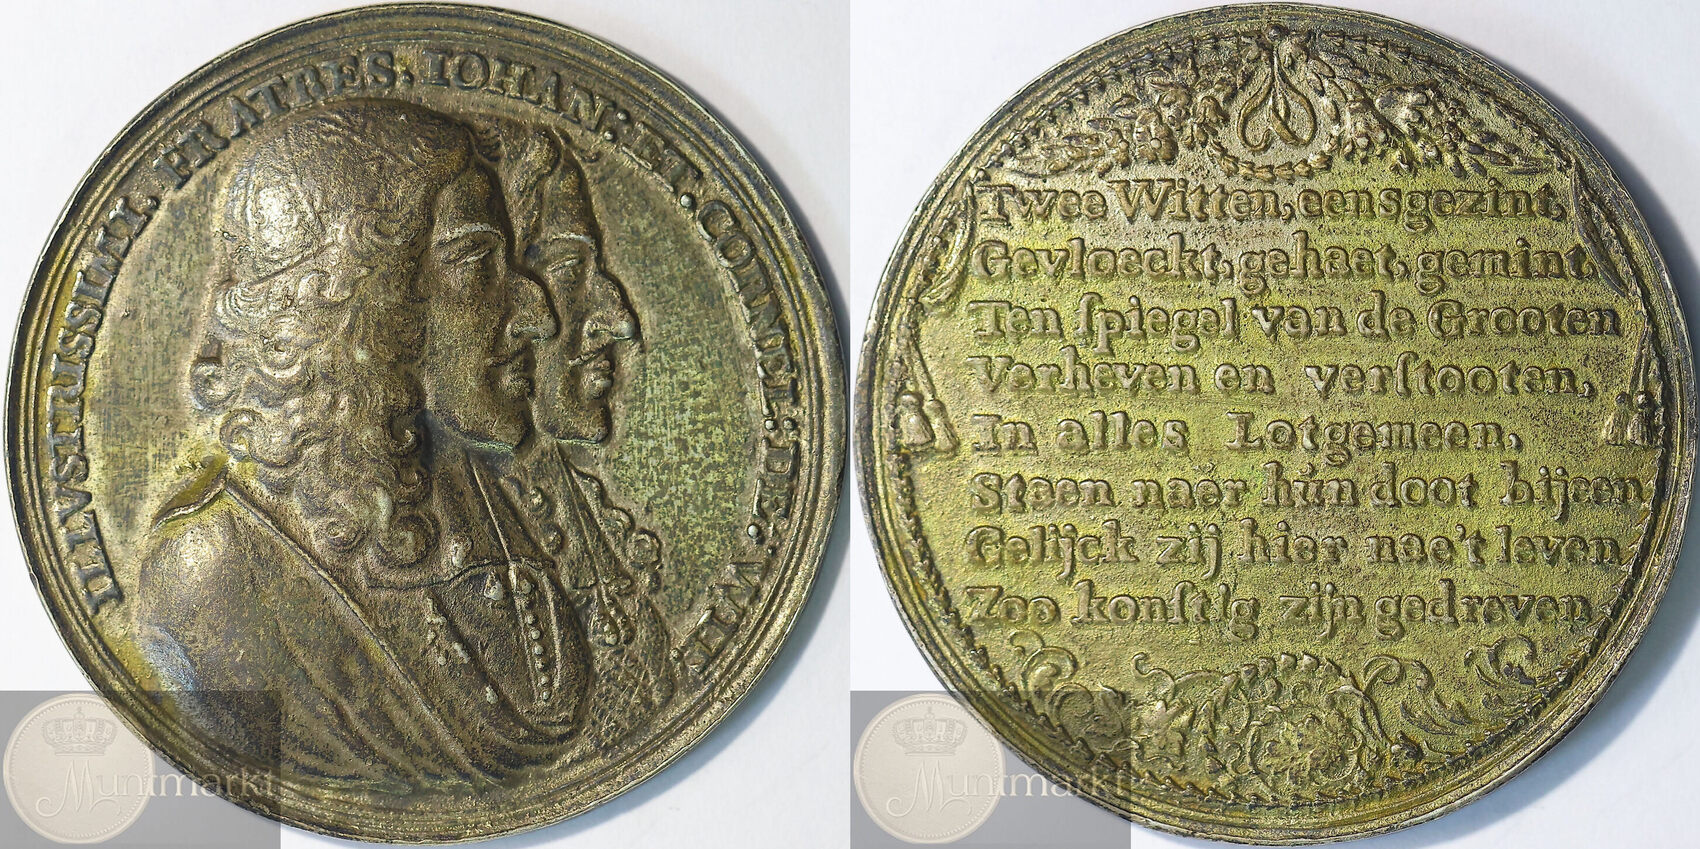 ILLVSTRISSIMI. FRATRES. IOHAN: ET. CORNEL: DE: WIT:
Twee Witten, eensgezint,
Gevloeckt, gehaet, gemint,
Ten ſpiegel van de Grooten
Verheven en verſtooten,
In alles Lotgemeen,
Staen naer hún doot bijeen
Gelijck zij hier nae't leven
Zoo konſtig zijn gedreven
Muntmarkt
Muntmarkt